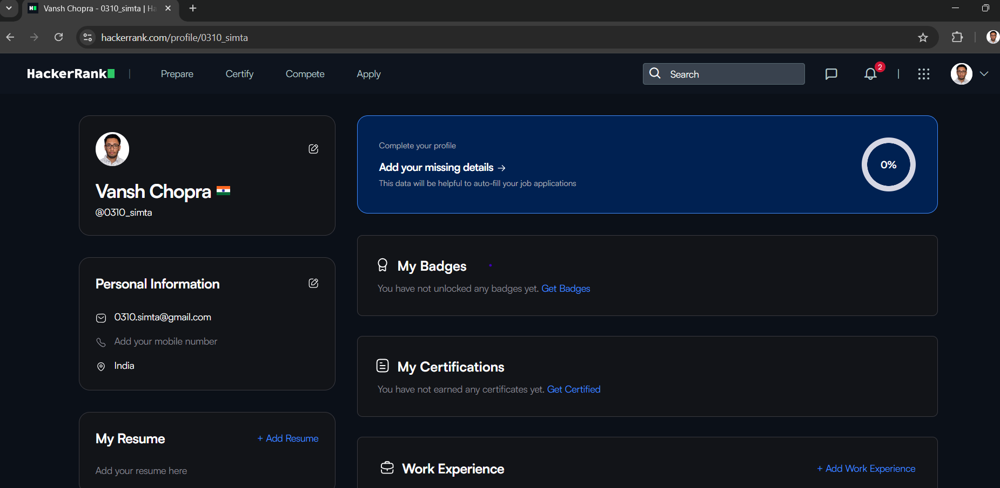 Vansh Chopra - 0310_simta | Ha
hackerrank.com/profile/0310_simta
HackerRank | Prepare Certify Compete Apply Search 2
Vansh Chopra
@0310_simta
Complete your profile
Add your missing details →
This data will be helpful to auto-fill your job applications
0%
Personal Information
0310.simta@gmail.com
Add your mobile number
India
My Badges
You have not unlocked any badges yet. Get Badges
My Certifications
You have not earned any certificates yet. Get Certified
My Resume + Add Resume
Add your resume here
Work Experience + Add Work Experience